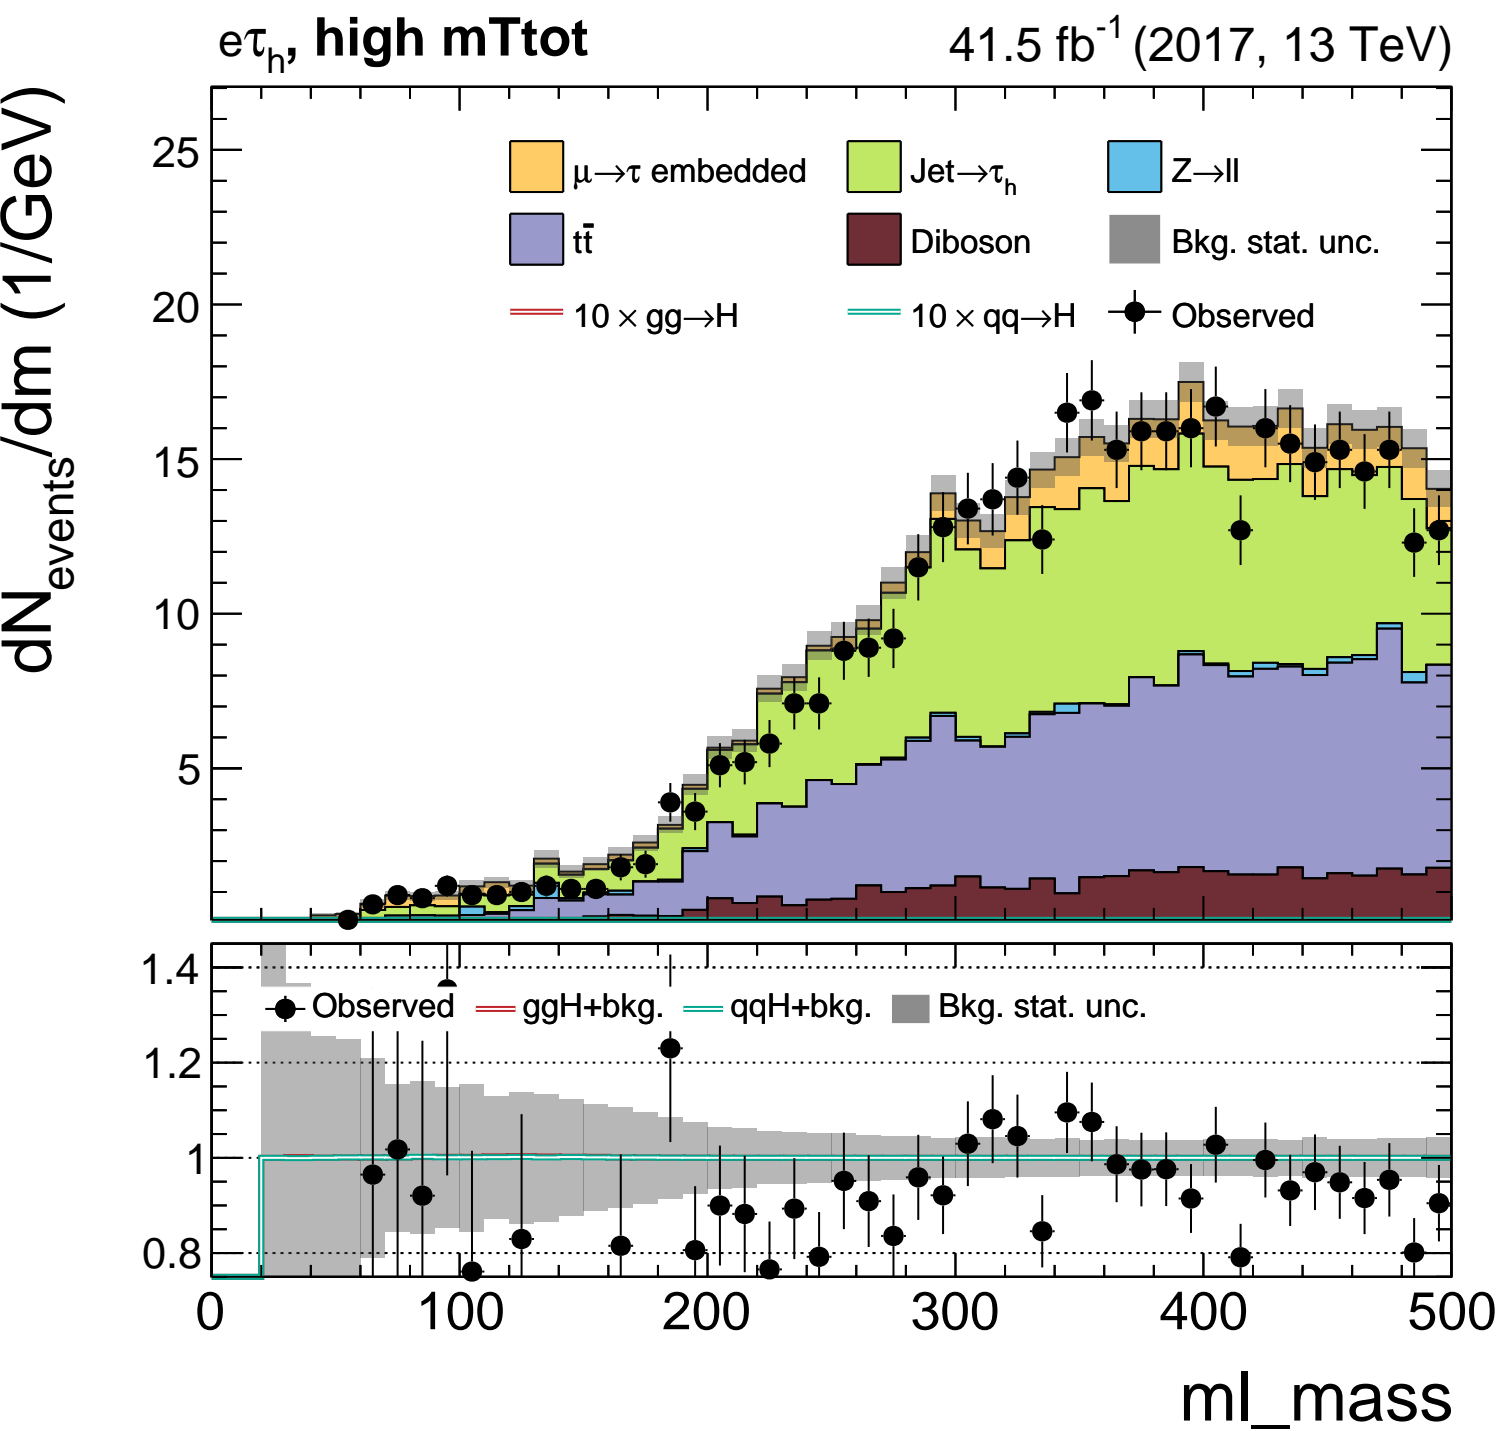 eτh, high mTtot 41.5 fb-1 (2017, 13 TeV)
dNevents/dm (1/GeV)
25
20
15
10
5
μ→τ embedded Jet→τh Z→ll
tt̄ Diboson Bkg. stat. unc.
10 × gg→H 10 × qq→H Observed
1.4
1.2
1
0.8
Observed ggH+bkg. qqH+bkg. Bkg. stat. unc.
0 100 200 300 400 500
ml_mass